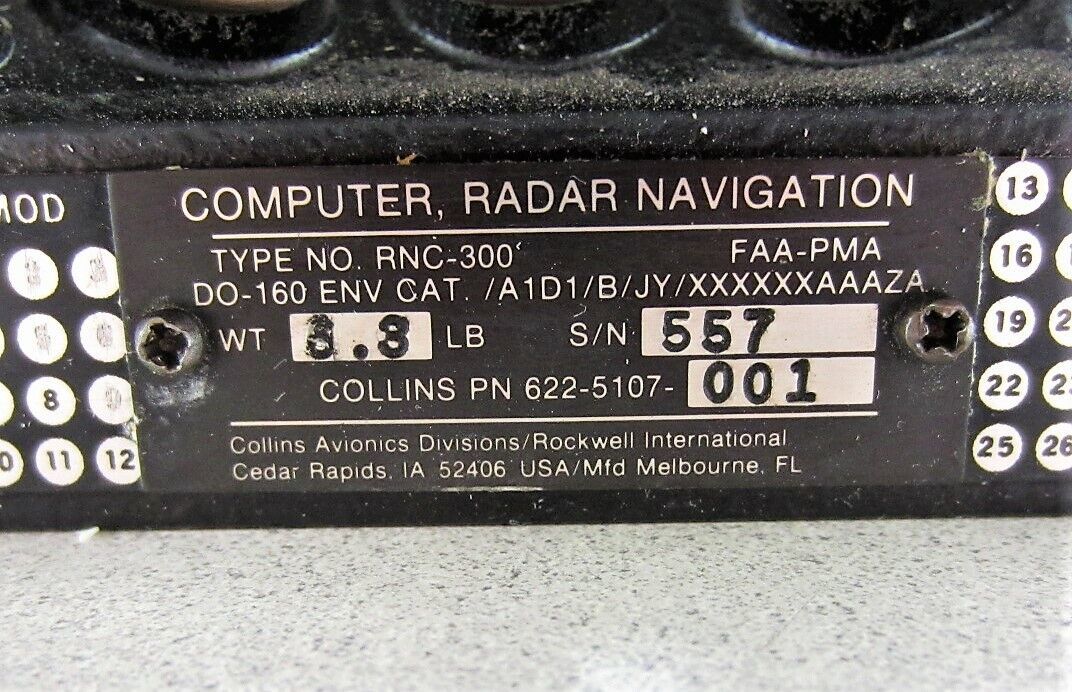 MOD
COMPUTER, RADAR NAVIGATION
TYPE NO. RNC-300 FAA-PMA
DO-160 ENV CAT. /A1D1/B/JY/XXXXXXAAAZA
WT LB S/N 557
COLLINS PN 622-5107-001
Collins Avionics Divisions/Rockwell International
Cedar Rapids, IA 52406 USA/Mfd Melbourne, FL
8
11 12
13
16
19
22
25 26